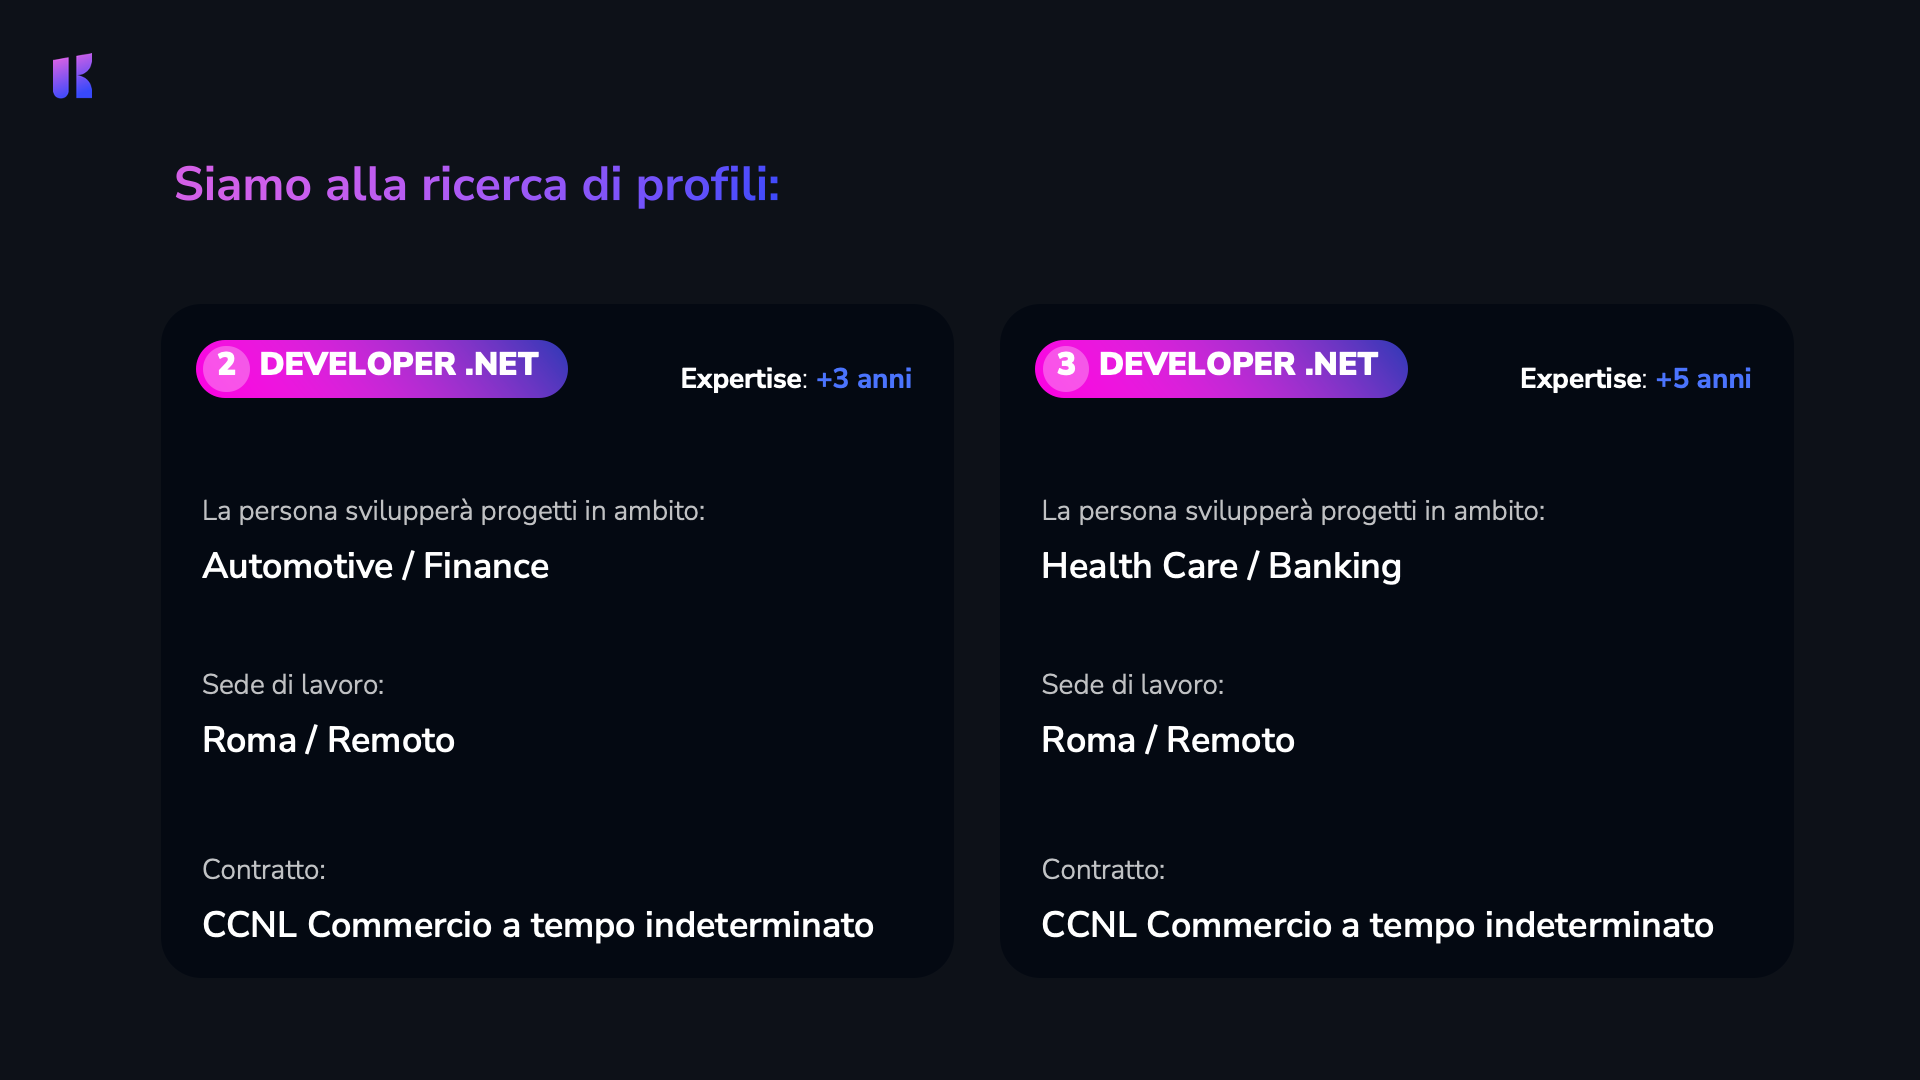 Siamo alla ricerca di profili:
2 DEVELOPER .NET
Expertise: +3 anni
La persona svilupperà progetti in ambito:
Automotive / Finance
Sede di lavoro:
Roma / Remoto
Contratto:
CCNL Commercio a tempo indeterminato
3 DEVELOPER .NET
Expertise: +5 anni
La persona svilupperà progetti in ambito:
Health Care / Banking
Sede di lavoro:
Roma / Remoto
Contratto:
CCNL Commercio a tempo indeterminato